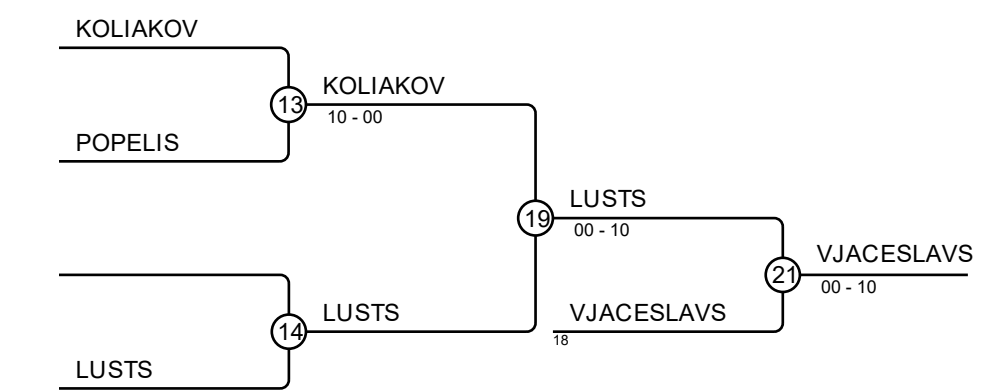 KOLIAKOV
13
POPELIS
KOLIAKOV
10 - 00
14
LUSTS
LUSTS
19
LUSTS
00 - 10
VJACESLAVS
18
21
VJACESLAVS
00 - 10